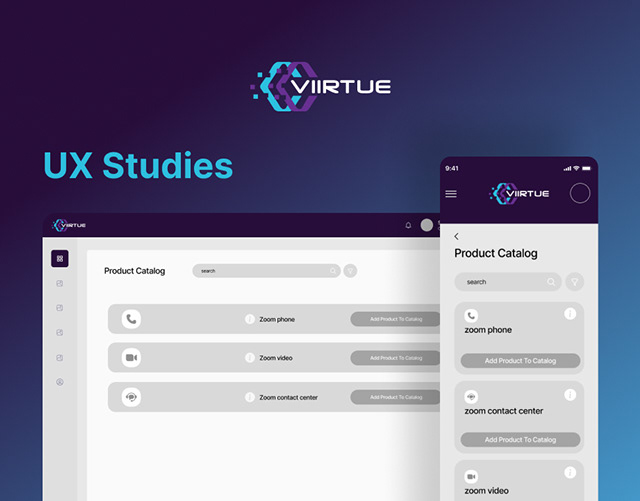 VIIRTUE
UX Studies
VIIRTUE
Product Catalog
search
Zoom phone
Add Product To Catalog
Zoom video
Add Product To Catalog
Zoom contact center
Add Product To Catalog
9:41
VIIRTUE
Product Catalog
search
zoom phone
Add Product To Catalog
zoom contact center
Add Product To Catalog
zoom video